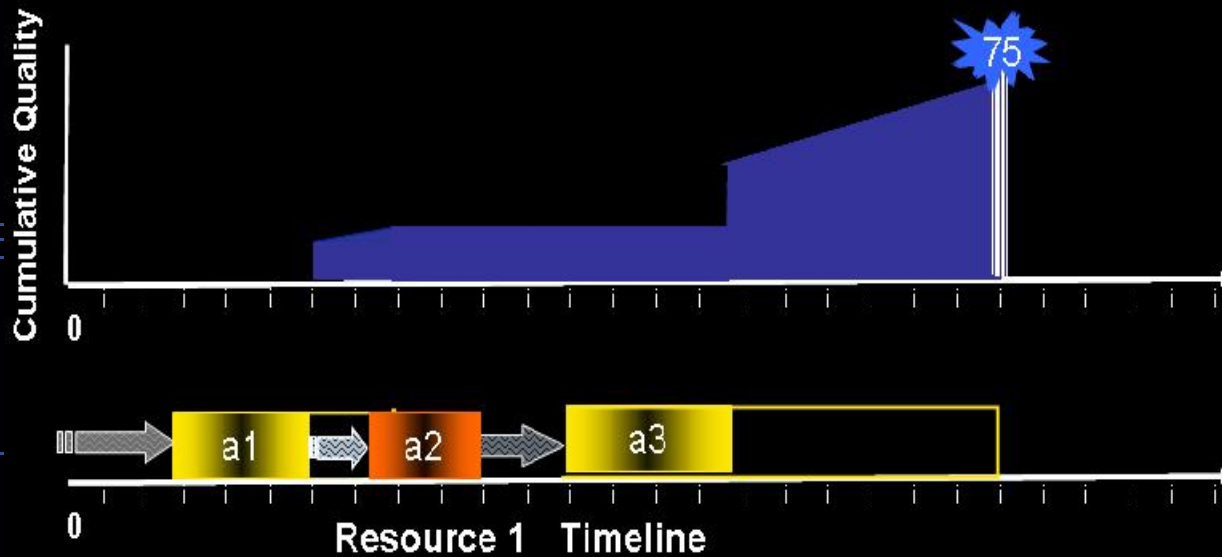 Cumulative Quality
75
0
a1
a2
a3
0
Resource 1 Timeline